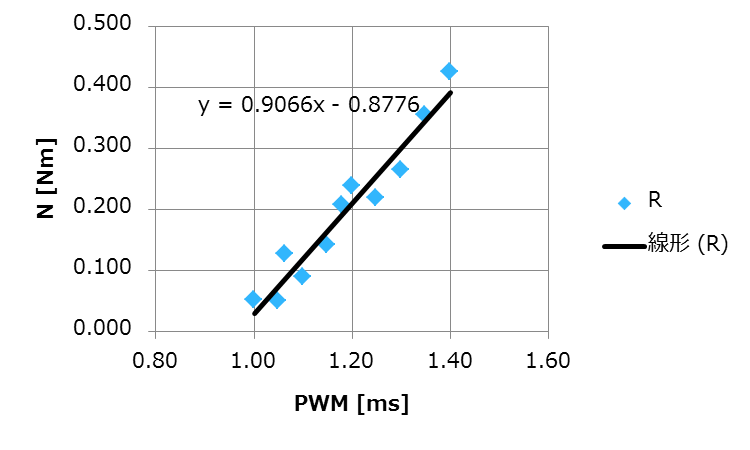 0.500
0.400
0.300
0.200
0.100
0.000
N [Nm]
y = 0.9066x - 0.8776
0.80
1.00
1.20
1.40
1.60
PWM [ms]
R
線形 (R)